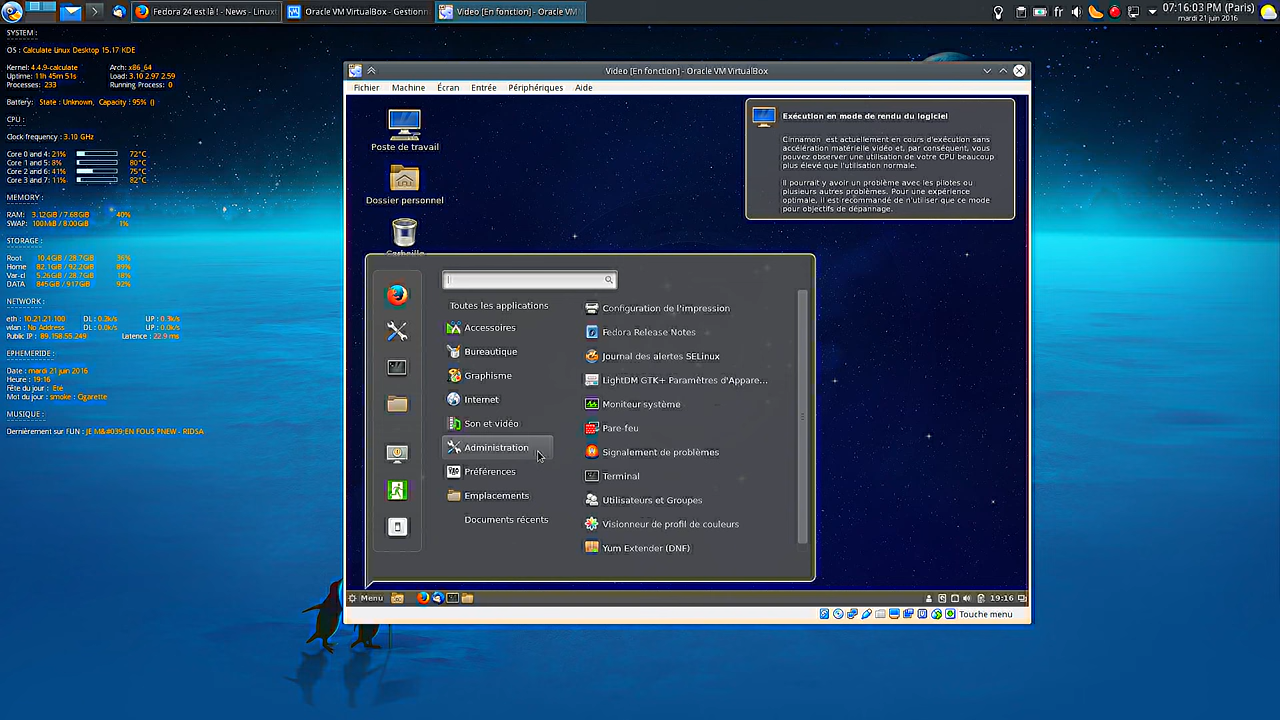 Fedora 24 est là ! - News - Linux
Oracle VM VirtualBox - Gestionn
Video [En fonction] - Oracle VM
fr
07:16:03 PM (Paris)
mardi 21 juin 2016
SYSTEM :
OS : Calculate Linux Desktop 15.17 KDE
Kernel: 4.4.9-calculate Arch: x86_64
Uptime: 11h 45m 51s Load: 3.10 2.97 2.59
Processes: 233 Running Process: 0
Battery: State : Unknown, Capacity : 95% ()
CPU :
Clock frequency : 3.10 GHz
Core 0 and 4: 21% 72°C
Core 1 and 5: 8% 80°C
Core 2 and 6: 41% 75°C
Core 3 and 7: 11% 82°C
MEMORY :
RAM: 3.12GiB / 7.68GiB 40%
SWAP: 100MiB / 8.00GiB 1%
STORAGE :
Root 10.4GiB / 28.7GiB 36%
Home 82.1GiB / 92.2GiB 89%
Var-cl 5.26GiB / 28.7GiB 18%
DATA 845GiB / 917GiB 92%
NETWORK :
eth : 10.21.21.100 DL : 0.2k/s UP : 0.3k/s
wlan : No Address DL : 0.0k/s UP : 0.0k/s
Public IP : 89.158.55.249 Latence : 22.9 ms
EPHEMERIDE :
Date : mardi 21 juin 2016
Heure : 19:16
Fête du jour : Eté
Mot du jour : smoke : Cigarette
MUSIQUE :
Dernièrement sur FUN : JE M&#039;EN FOUS PNEW - RIDSA
Video [En fonction] - Oracle VM VirtualBox
Fichier Machine Écran Entrée Périphériques Aide
Poste de travail
Dossier personnel
Corbeille
Exécution en mode de rendu du logiciel
Cinnamon est actuellement en cours d'exécution sans
accélération matérielle vidéo et, par conséquent, vous
pouvez observer une utilisation de votre CPU beaucoup
plus élevé que l'utilisation normale.
Il pourrait y avoir un problème avec les pilotes ou
plusieurs autres problèmes. Pour une expérience
optimale, il est recommandé de n'utiliser que ce mode
pour objectifs de dépannage.
Toutes les applications
Accessoires
Bureautique
Graphisme
Internet
Son et vidéo
Administration
Préférences
Emplacements
Documents récents
Configuration de l'impression
Fedora Release Notes
Journal des alertes SELinux
LightDM GTK+ Paramètres d'Appare...
Moniteur système
Pare-feu
Signalement de problèmes
Terminal
Utilisateurs et Groupes
Visionneur de profil de couleurs
Yum Extender (DNF)
Menu
19:16
Touche menu